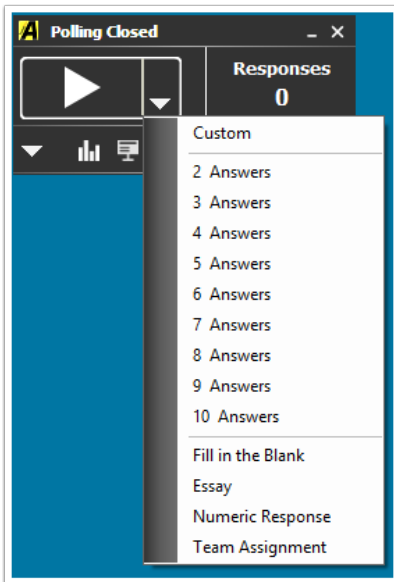 Polling Closed
Responses
0
Custom
2 Answers
3 Answers
4 Answers
5 Answers
6 Answers
7 Answers
8 Answers
9 Answers
10 Answers
Fill in the Blank
Essay
Numeric Response
Team Assignment